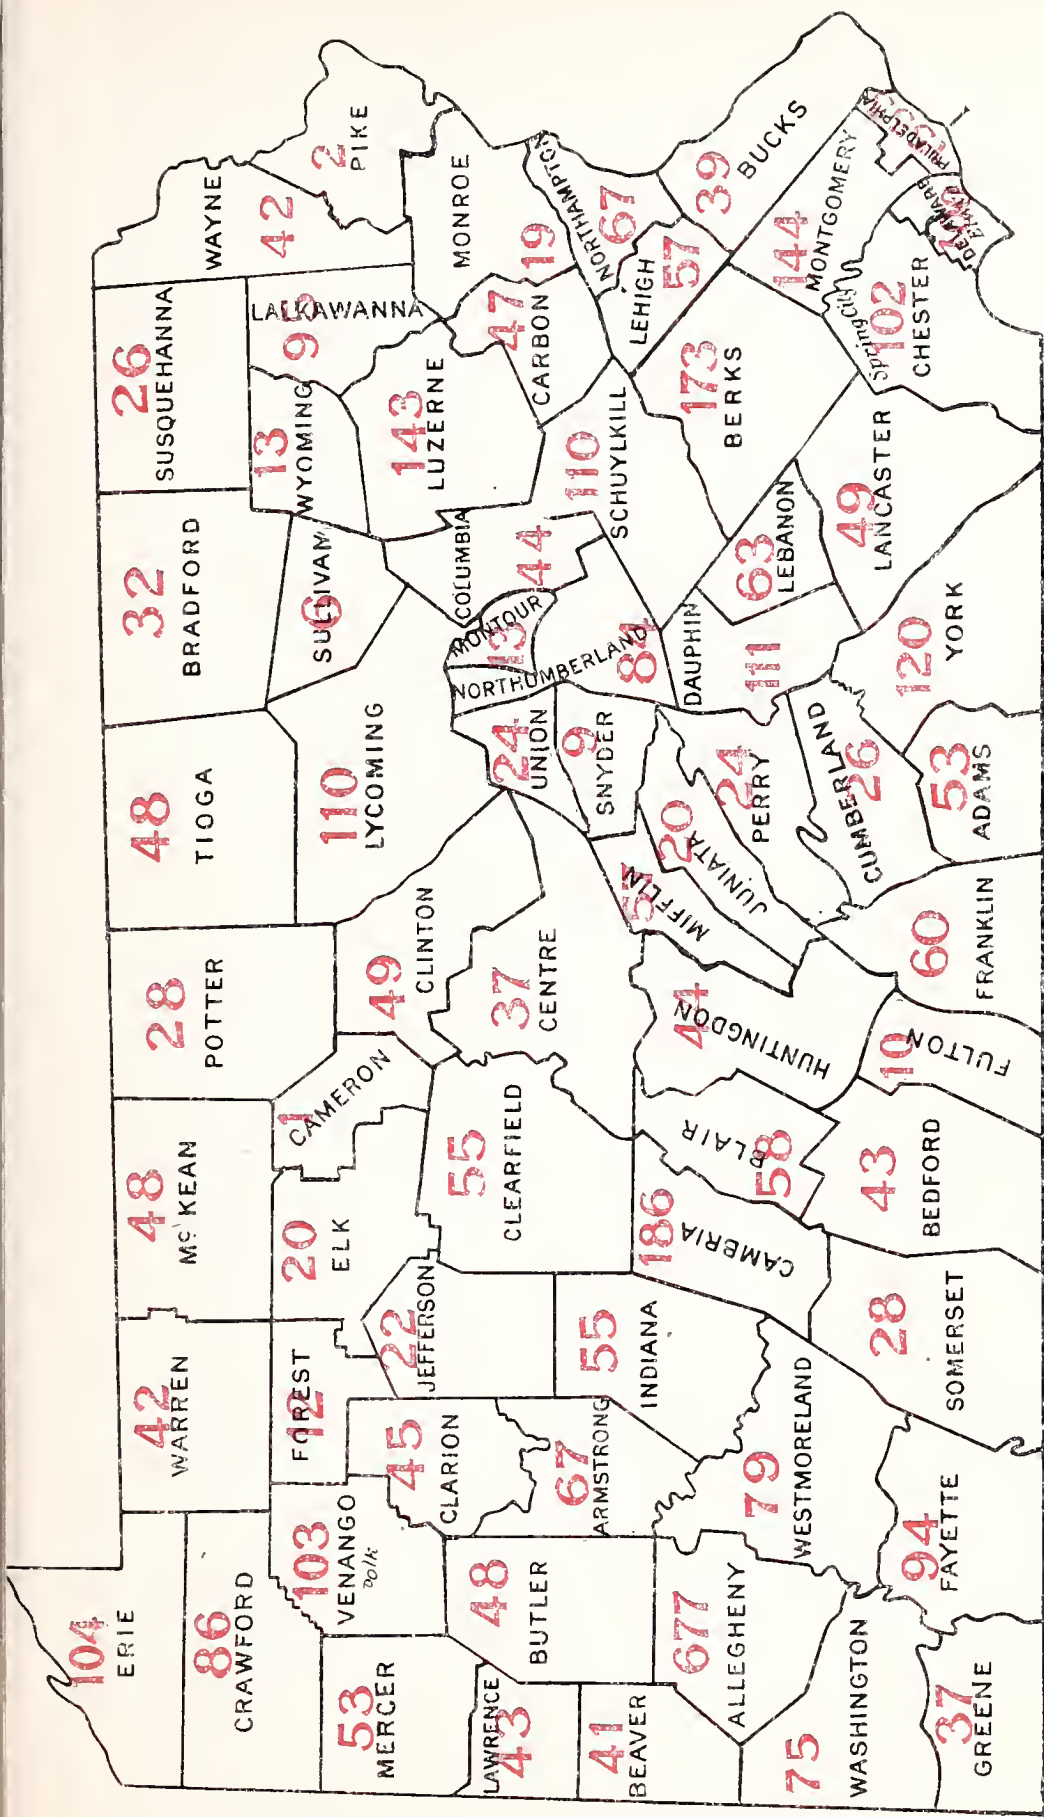 104
ERIE
86
CRAWFORD
42
WARREN
48
McKEAN
28
POTTER
48
TIOGA
32
BRADFORD
26
SUSQUEHANNA
WAYNE
42
2
PIKE
53
MERCER
103
VENANGO
Polk
FOREST
12
20
ELK
1
CAMERON
49
CLINTON
110
LYCOMING
SULLIVAN
6
13
WYOMING
LACKAWANNA
MONROE
19
LAWRENCE
43
48
BUTLER
45
CLARION
22
JEFFERSON
55
CLEARFIELD
37
CENTRE
24
UNION
MONTOUR
13
COLUMBIA
44
143
LUZERNE
47
CARBON
41
BEAVER
67
ARMSTRONG
55
INDIANA
9
SNYDER
NORTHUMBERLAND
84
110
SCHUYLKILL
NORTHAMPTON
67
LEHIGH
57
677
ALLEGHENY
79
WESTMORELAND
186
CAMBRIA
BLAIR
58
44
HUNTINGDON
MIFFLIN
20
JUNIATA
24
PERRY
DAUPHIN
111
63
LEBANON
173
BERKS
39
BUCKS
144
MONTGOMERY
75
WASHINGTON
37
GREENE
94
FAYETTE
28
SOMERSET
43
BEDFORD
10
FULTON
60
FRANKLIN
CUMBERLAND
26
53
ADAMS
120
YORK
49
LANCASTER
Spring City
102
CHESTER
DELAWARE
PHILADELPHIA